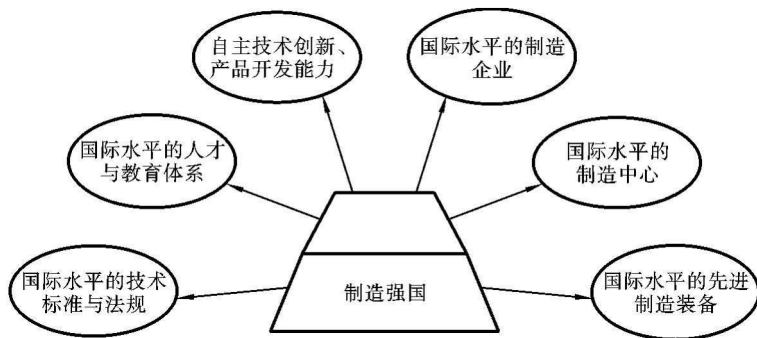 自主技术创新、
产品开发能力
国际水平的制造
企业
国际水平的人才
与教育体系
国际水平的
制造中心
国际水平的技术
标准与法规
制造强国
国际水平的先进
制造装备